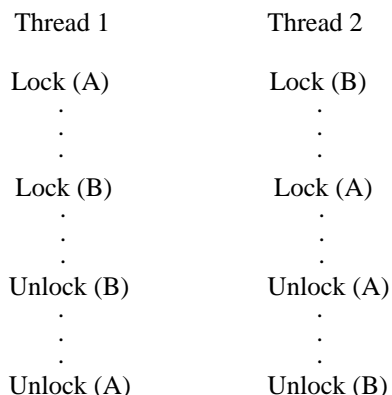 Thread 1 Thread 2
Lock (A) Lock (B)
. .
. .
. .
Lock (B) Lock (A)
. .
. .
. .
Unlock (B) Unlock (A)
. .
. .
. .
Unlock (A) Unlock (B)